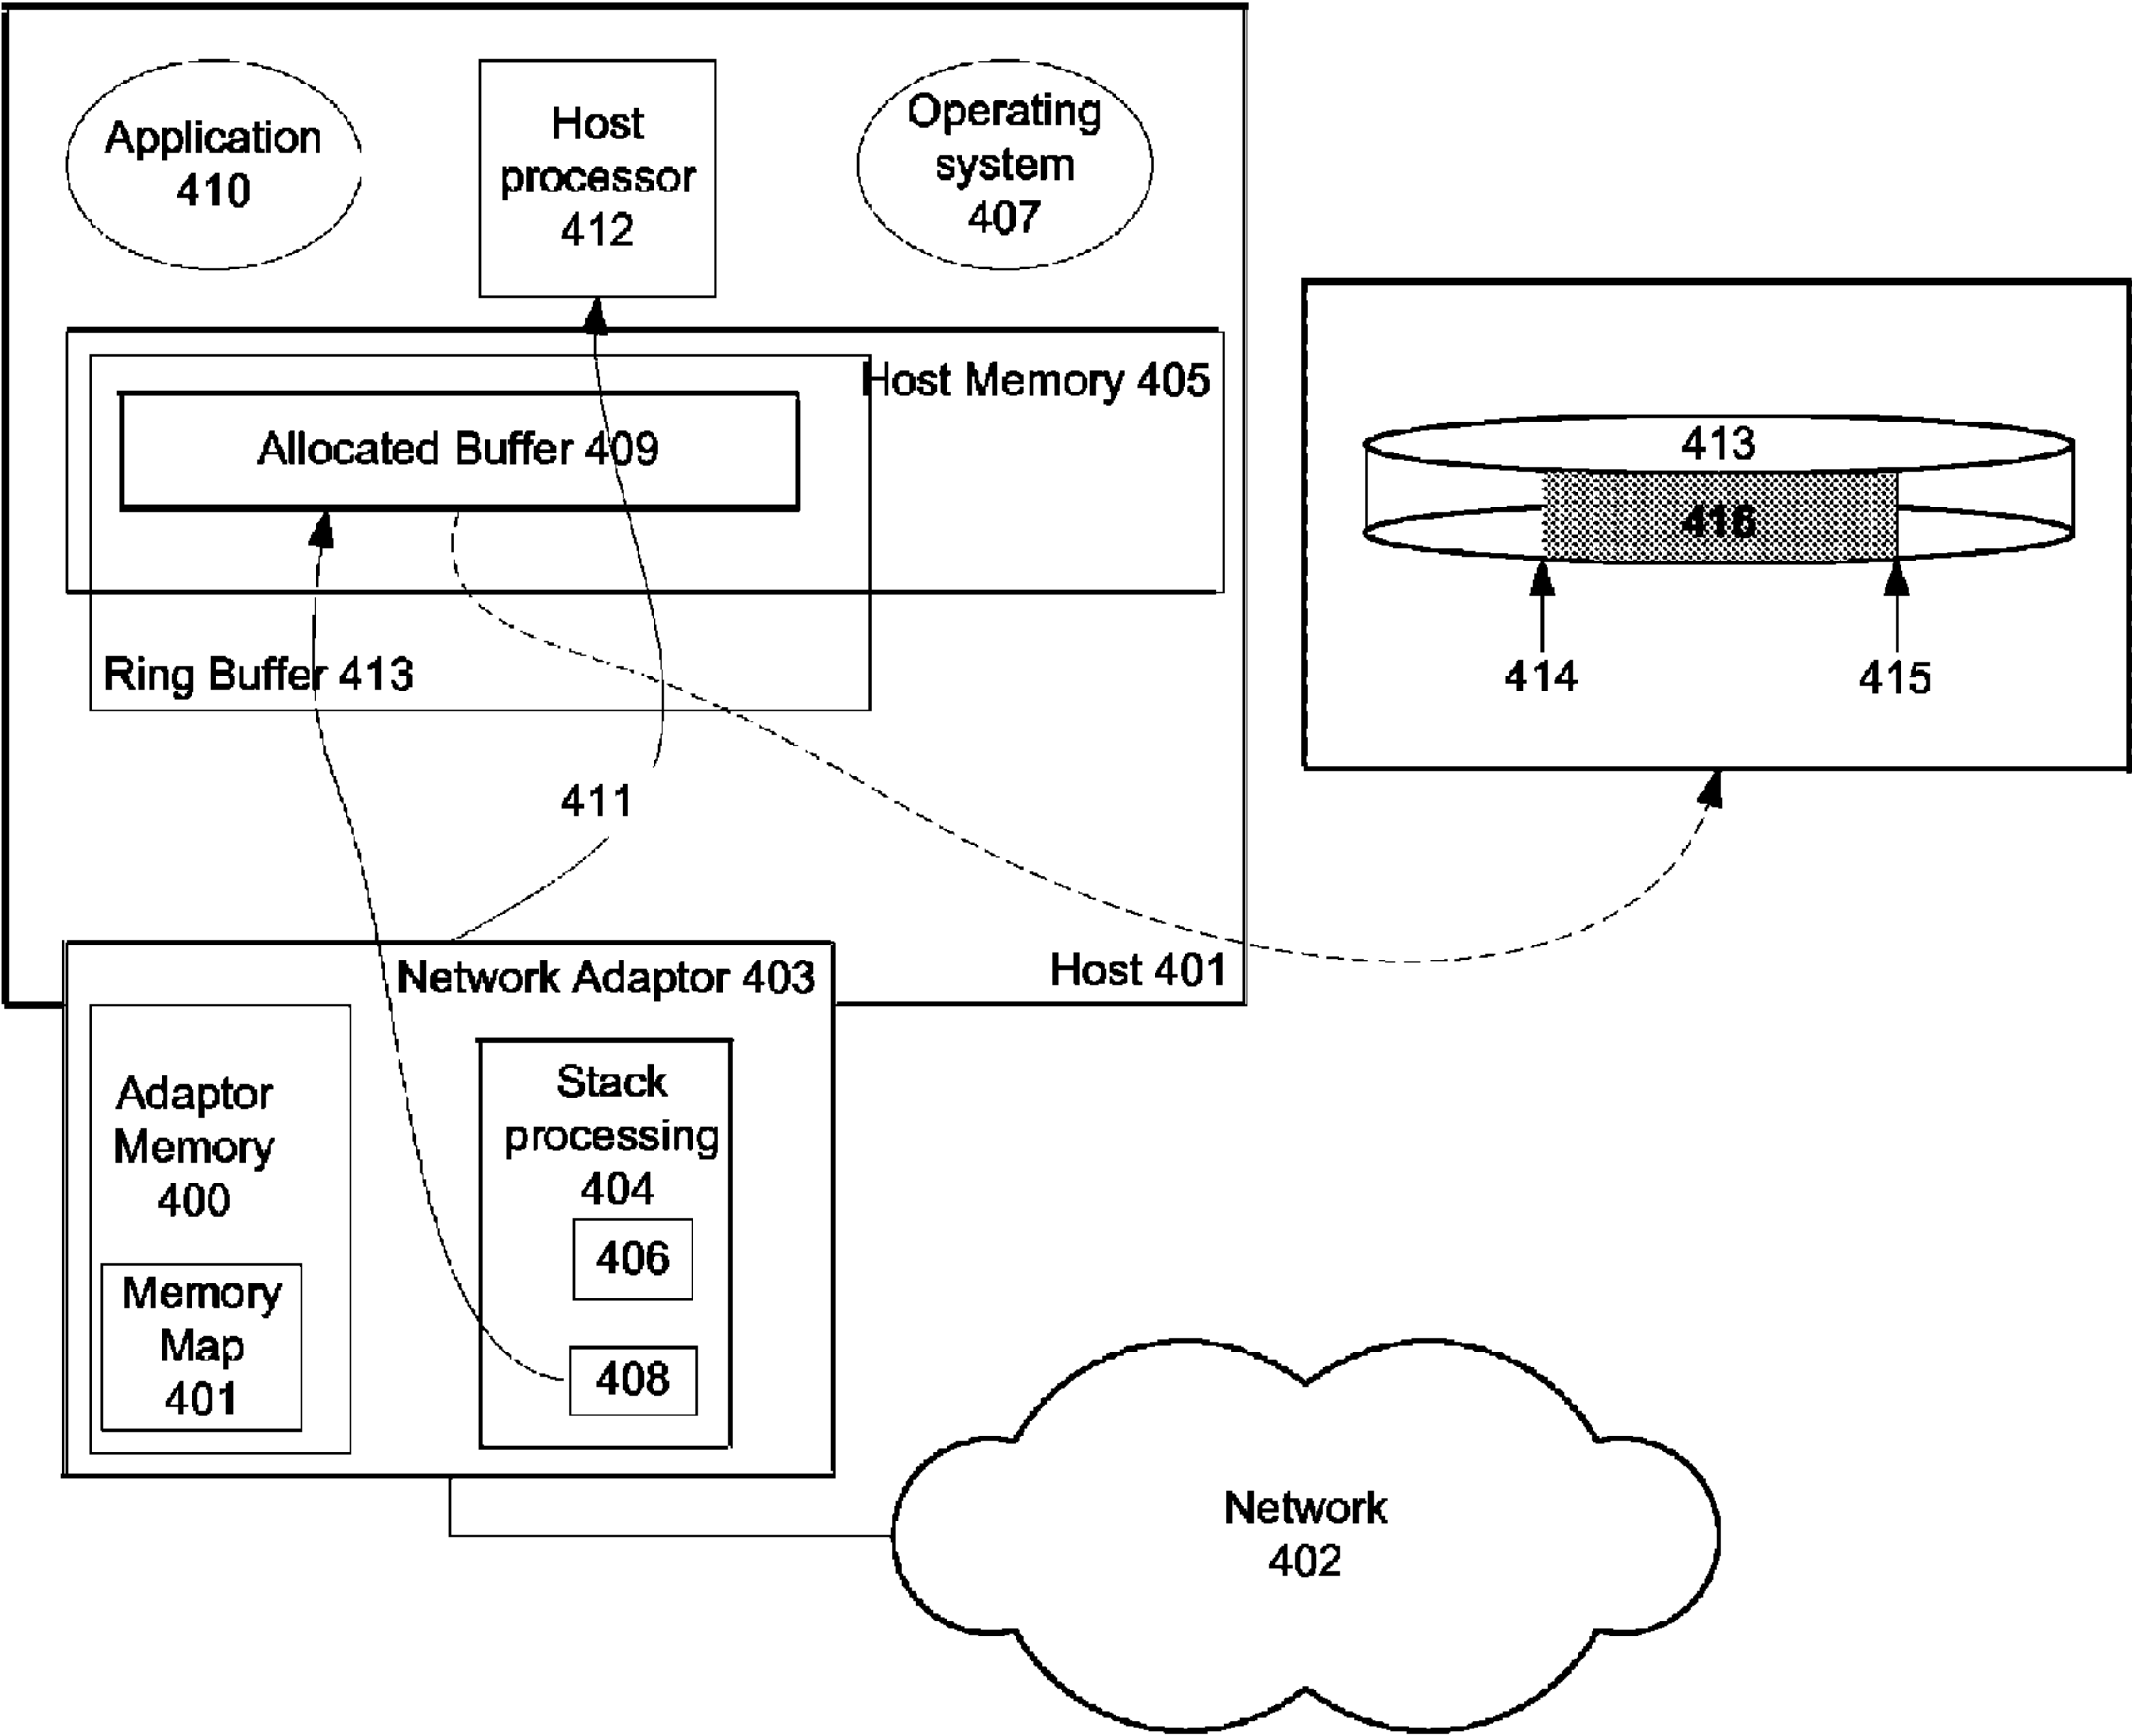 Application
410
Host
processor
412
Operating
system
407
Host Memory 405
Allocated Buffer 409
Ring Buffer 413
411
413
416
414
415
Host 401
Network Adaptor 403
Adaptor
Memory
400
Memory
Map
401
Stack
processing
404
406
408
Network
402